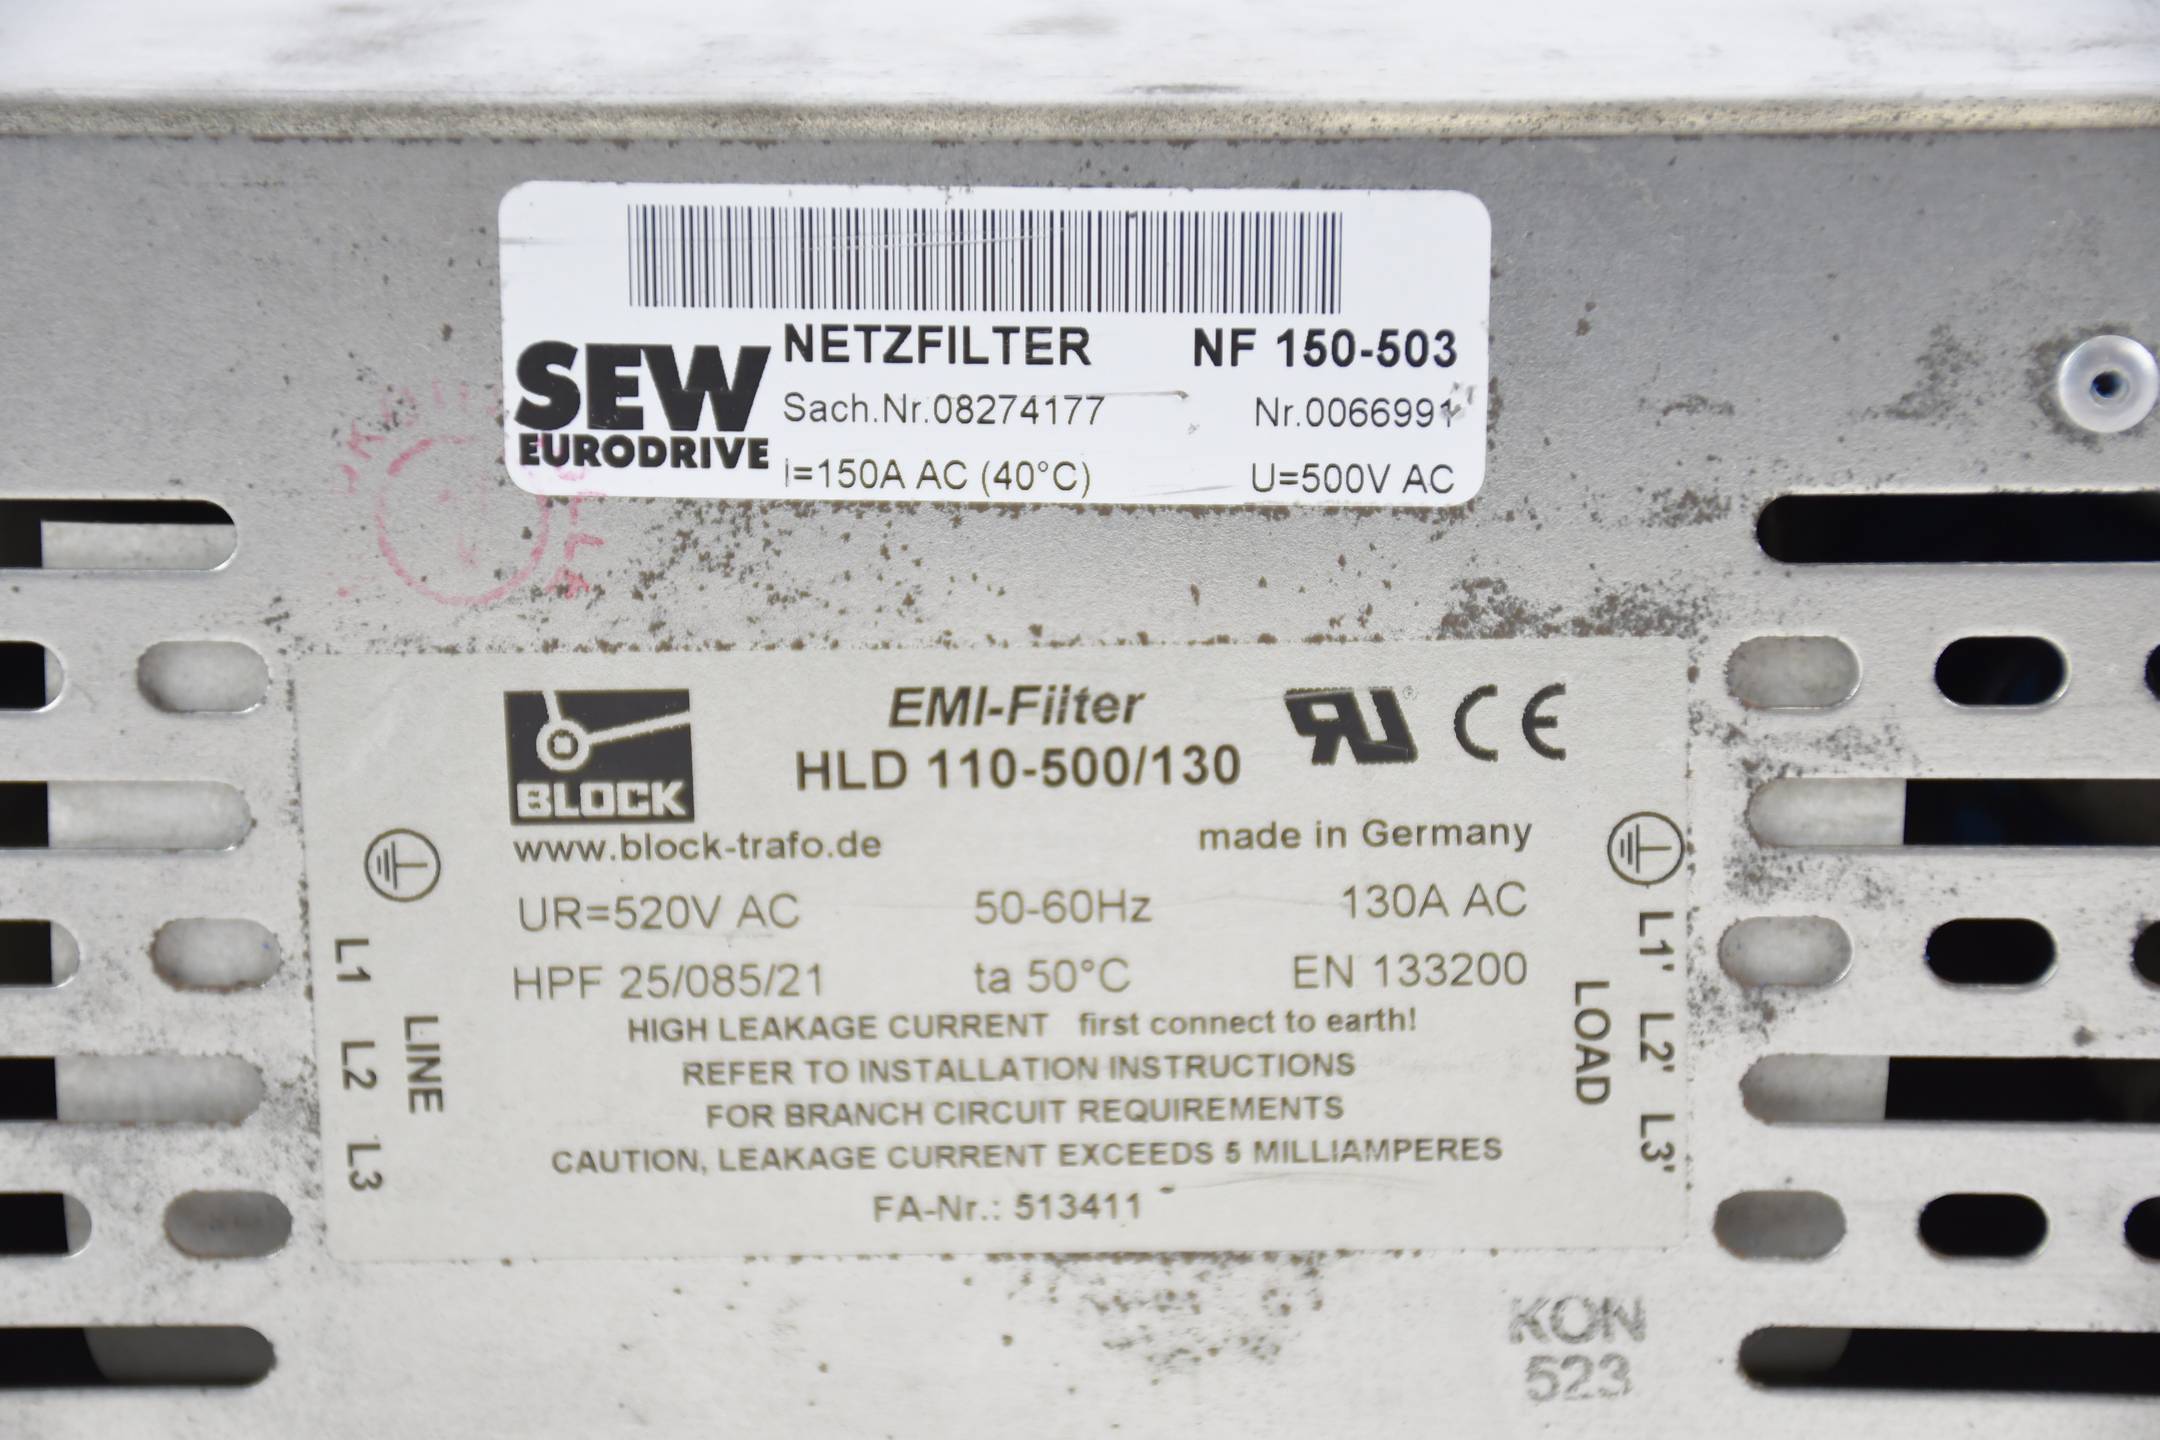 NETZFILTER NF 150-503
SEW
EURODRIVE
Sach.Nr.08274177 Nr.0066991
I=150A AC (40°C) U=500V AC
EMI-Filter
HLD 110-500/130
BLOCK
www.block-trafo.de made in Germany
UR=520V AC 50-60Hz 130A AC
HPF 25/085/21 ta 50°C EN 133200
HIGH LEAKAGE CURRENT first connect to earth!
REFER TO INSTALLATION INSTRUCTIONS
FOR BRANCH CIRCUIT REQUIREMENTS
CAUTION, LEAKAGE CURRENT EXCEEDS 5 MILLIAMPERES
FA-Nr.: 513411
L1 L2 L3
LINE
LOAD
L1' L2' L3'
KON
523